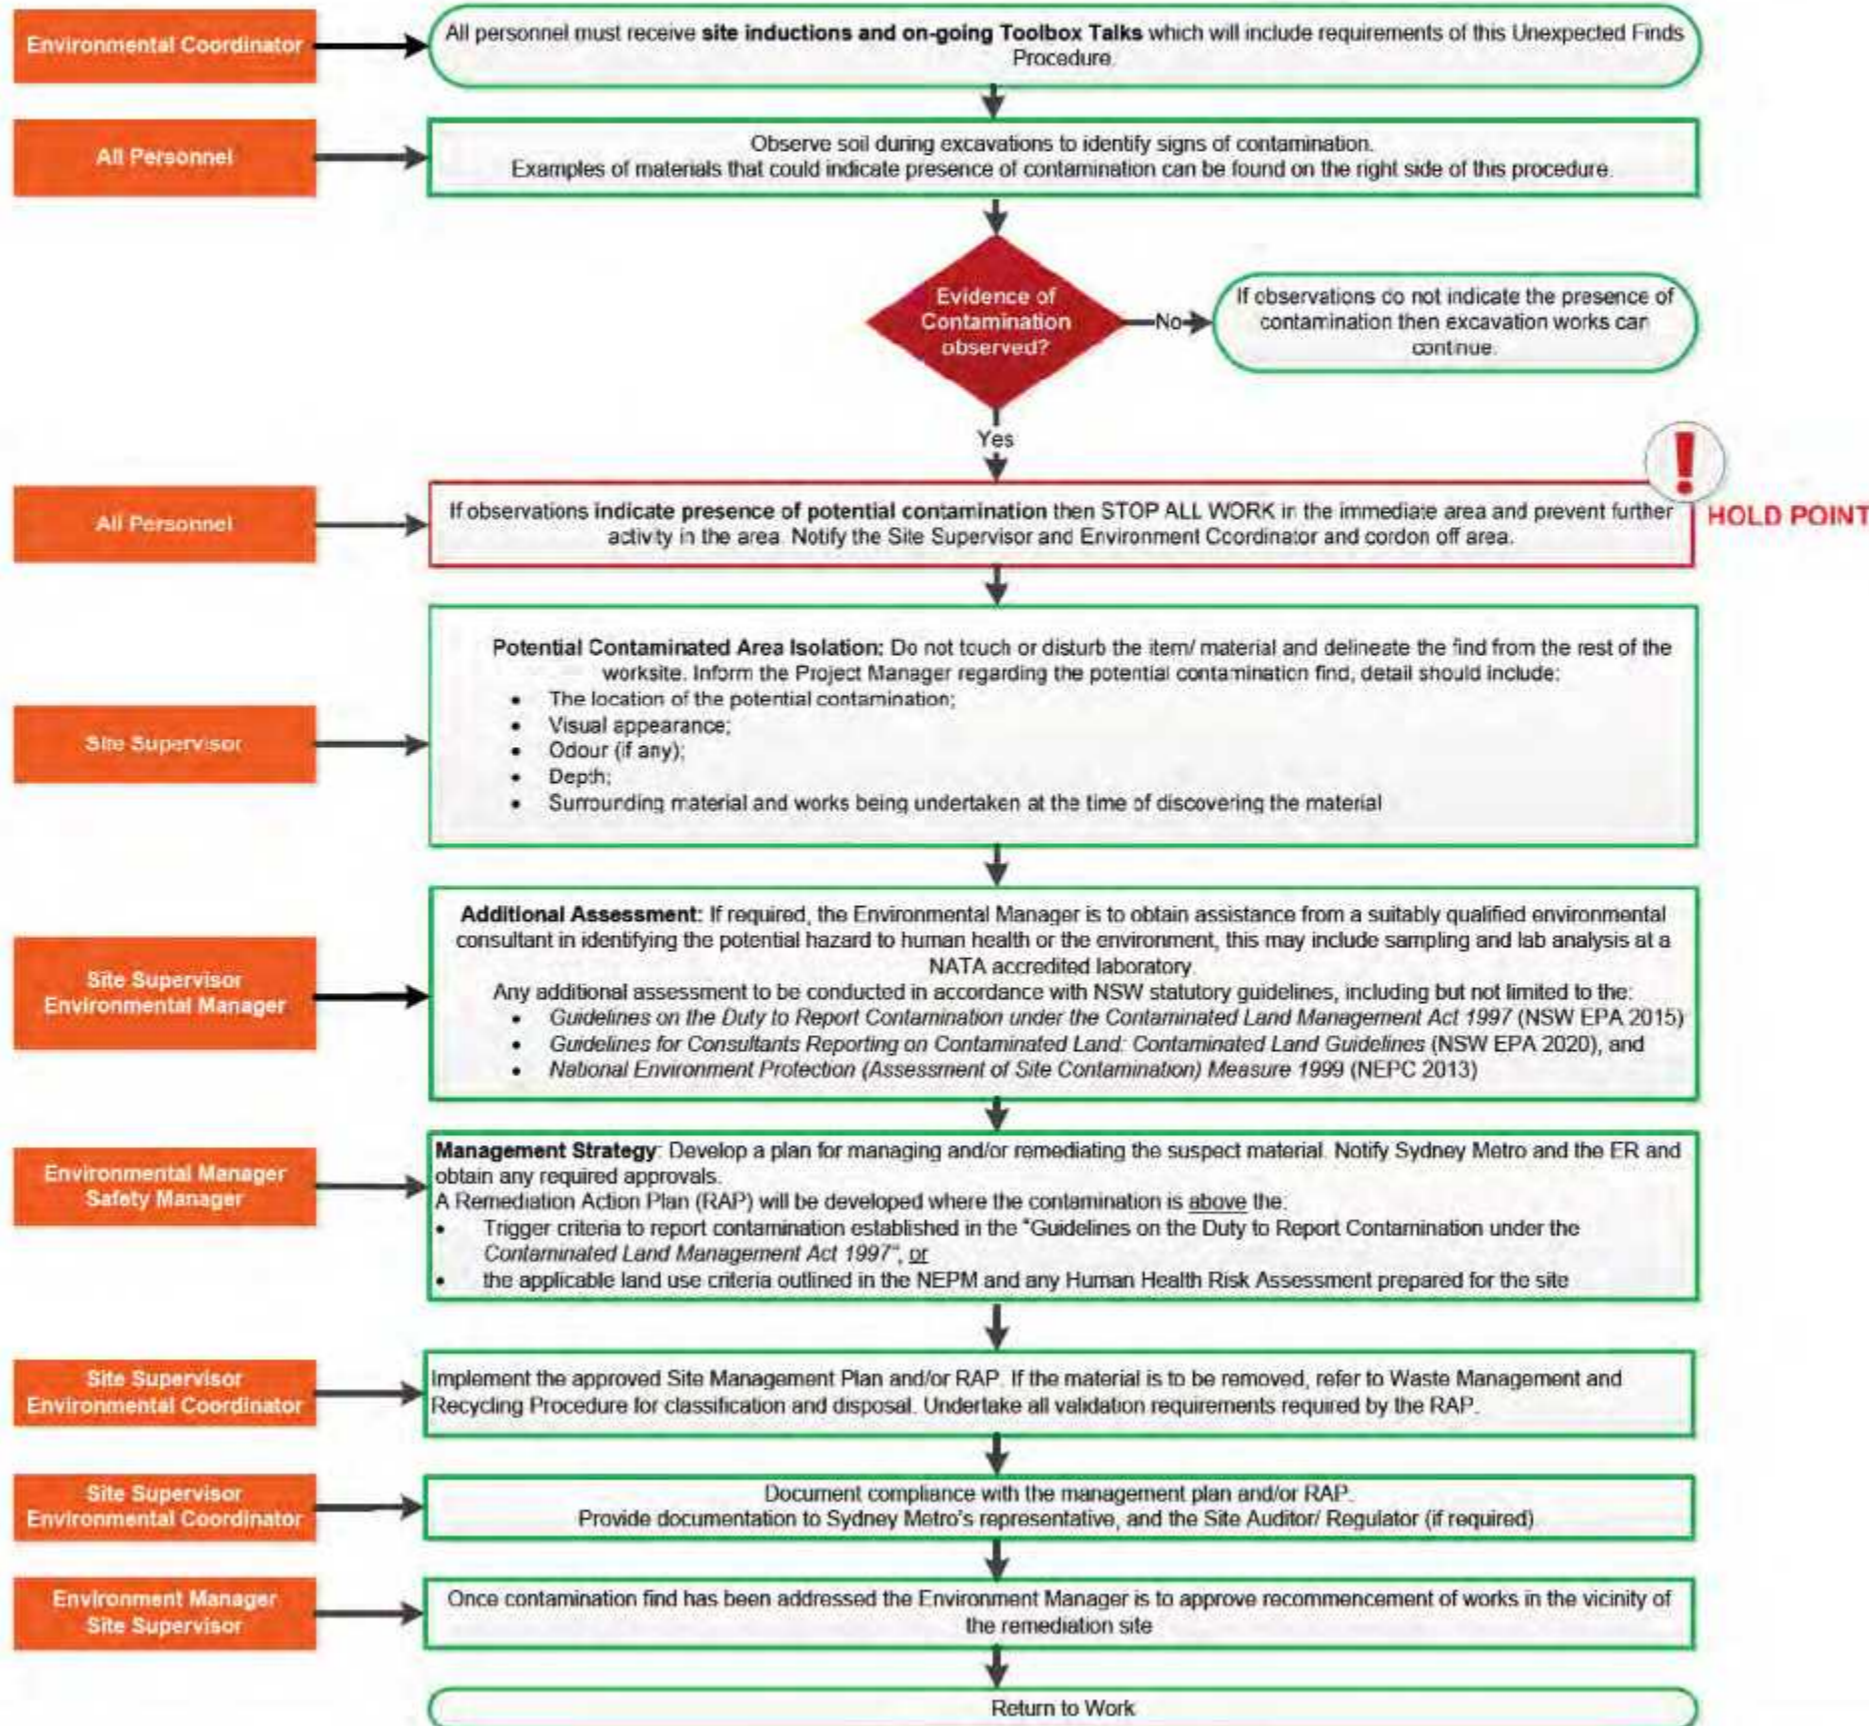 Environmental Coordinator
All personnel must receive site inductions and on-going Toolbox Talks which will include requirements of this Unexpected Finds
Procedure.
All Personnel
Observe soil during excavations to identify signs of contamination.
Examples of materials that could indicate presence of contamination can be found on the right side of this procedure.
Evidence of
Contamination
observed?
No
If observations do not indicate the presence of
contamination then excavation works can
continue.
Yes
All Personnel
If observations indicate presence of potential contamination then STOP ALL WORK in the immediate area and prevent further
activity in the area. Notify the Site Supervisor and Environment Coordinator and cordon off area.
!
HOLD POINT
Site Supervisor
Potential Contaminated Area Isolation: Do not touch or disturb the item/ material and delineate the find from the rest of the
worksite. Inform the Project Manager regarding the potential contamination find, detail should include:
• The location of the potential contamination;
• Visual appearance;
• Odour (if any);
• Depth;
• Surrounding material and works being undertaken at the time of discovering the material
Site Supervisor
Environmental Manager
Additional Assessment: If required, the Environmental Manager is to obtain assistance from a suitably qualified environmental
consultant in identifying the potential hazard to human health or the environment, this may include sampling and lab analysis at a
NATA accredited laboratory.
Any additional assessment to be conducted in accordance with NSW statutory guidelines, including but not limited to the:
• Guidelines on the Duty to Report Contamination under the Contaminated Land Management Act 1997 (NSW EPA 2015)
• Guidelines for Consultants Reporting on Contaminated Land: Contaminated Land Guidelines (NSW EPA 2020), and
• National Environment Protection (Assessment of Site Contamination) Measure 1999 (NEPC 2013)
Environmental Manager
Safety Manager
Management Strategy: Develop a plan for managing and/or remediating the suspect material. Notify Sydney Metro and the ER and
obtain any required approvals.
A Remediation Action Plan (RAP) will be developed where the contamination is above the:
• Trigger criteria to report contamination established in the “Guidelines on the Duty to Report Contamination under the
Contaminated Land Management Act 1997”, or
• the applicable land use criteria outlined in the NEPM and any Human Health Risk Assessment prepared for the site
Site Supervisor
Environmental Coordinator
Implement the approved Site Management Plan and/or RAP. If the material is to be removed, refer to Waste Management and
Recycling Procedure for classification and disposal. Undertake all validation requirements required by the RAP.
Site Supervisor
Environmental Coordinator
Document compliance with the management plan and/or RAP.
Provide documentation to Sydney Metro's representative, and the Site Auditor/ Regulator (if required)
Environment Manager
Site Supervisor
Once contamination find has been addressed the Environment Manager is to approve recommencement of works in the vicinity of
the remediation site
Return to Work